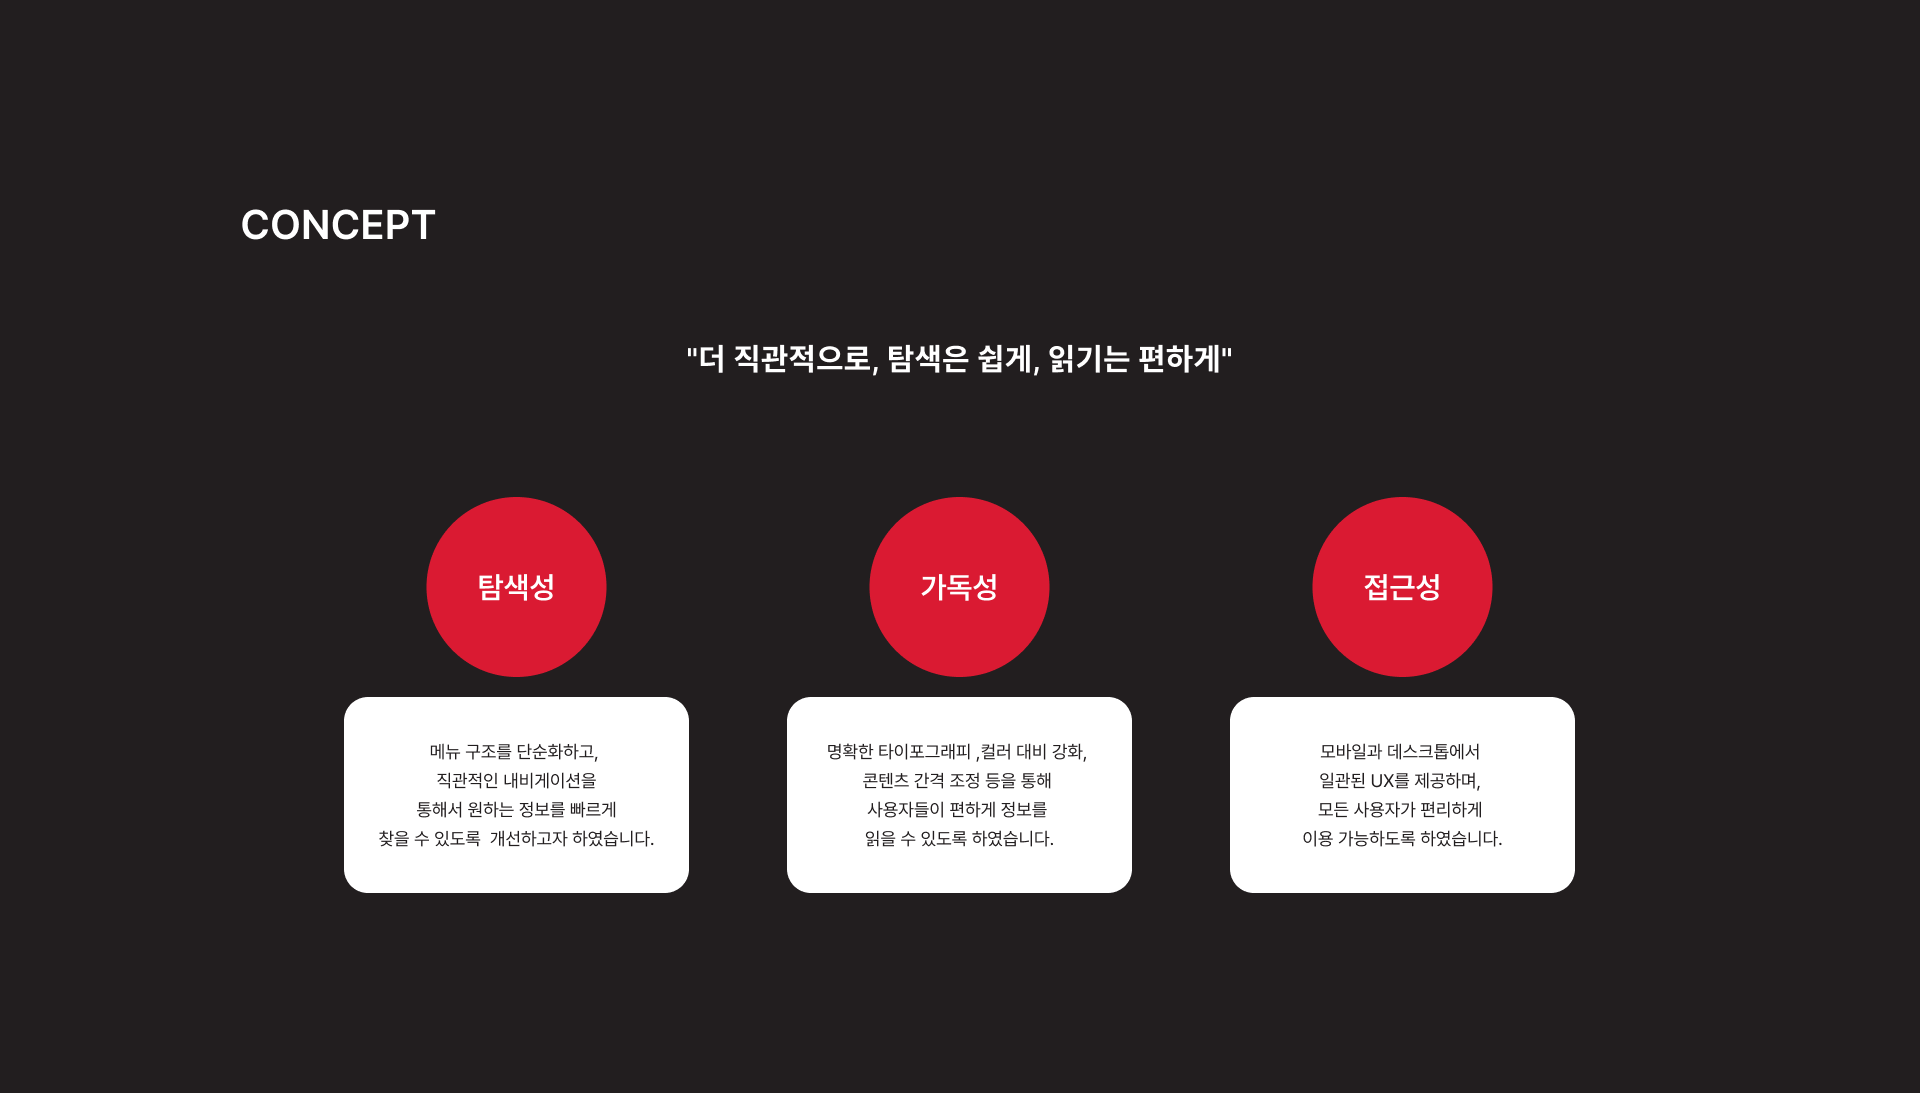 CONCEPT
"더 직관적으로, 탐색은 쉽게, 읽기는 편하게"
탐색성
메뉴 구조를 단순화하고,
직관적인 내비게이션을
통해서 원하는 정보를 빠르게
찾을 수 있도록  개선하고자 하였습니다.
가독성
명확한 타이포그래피 ,컬러 대비 강화,
콘텐츠 간격 조정 등을 통해
사용자들이 편하게 정보를
읽을 수 있도록 하였습니다.
접근성
모바일과 데스크톱에서
일관된 UX를 제공하며,
모든 사용자가 편리하게
이용 가능하도록 하였습니다.